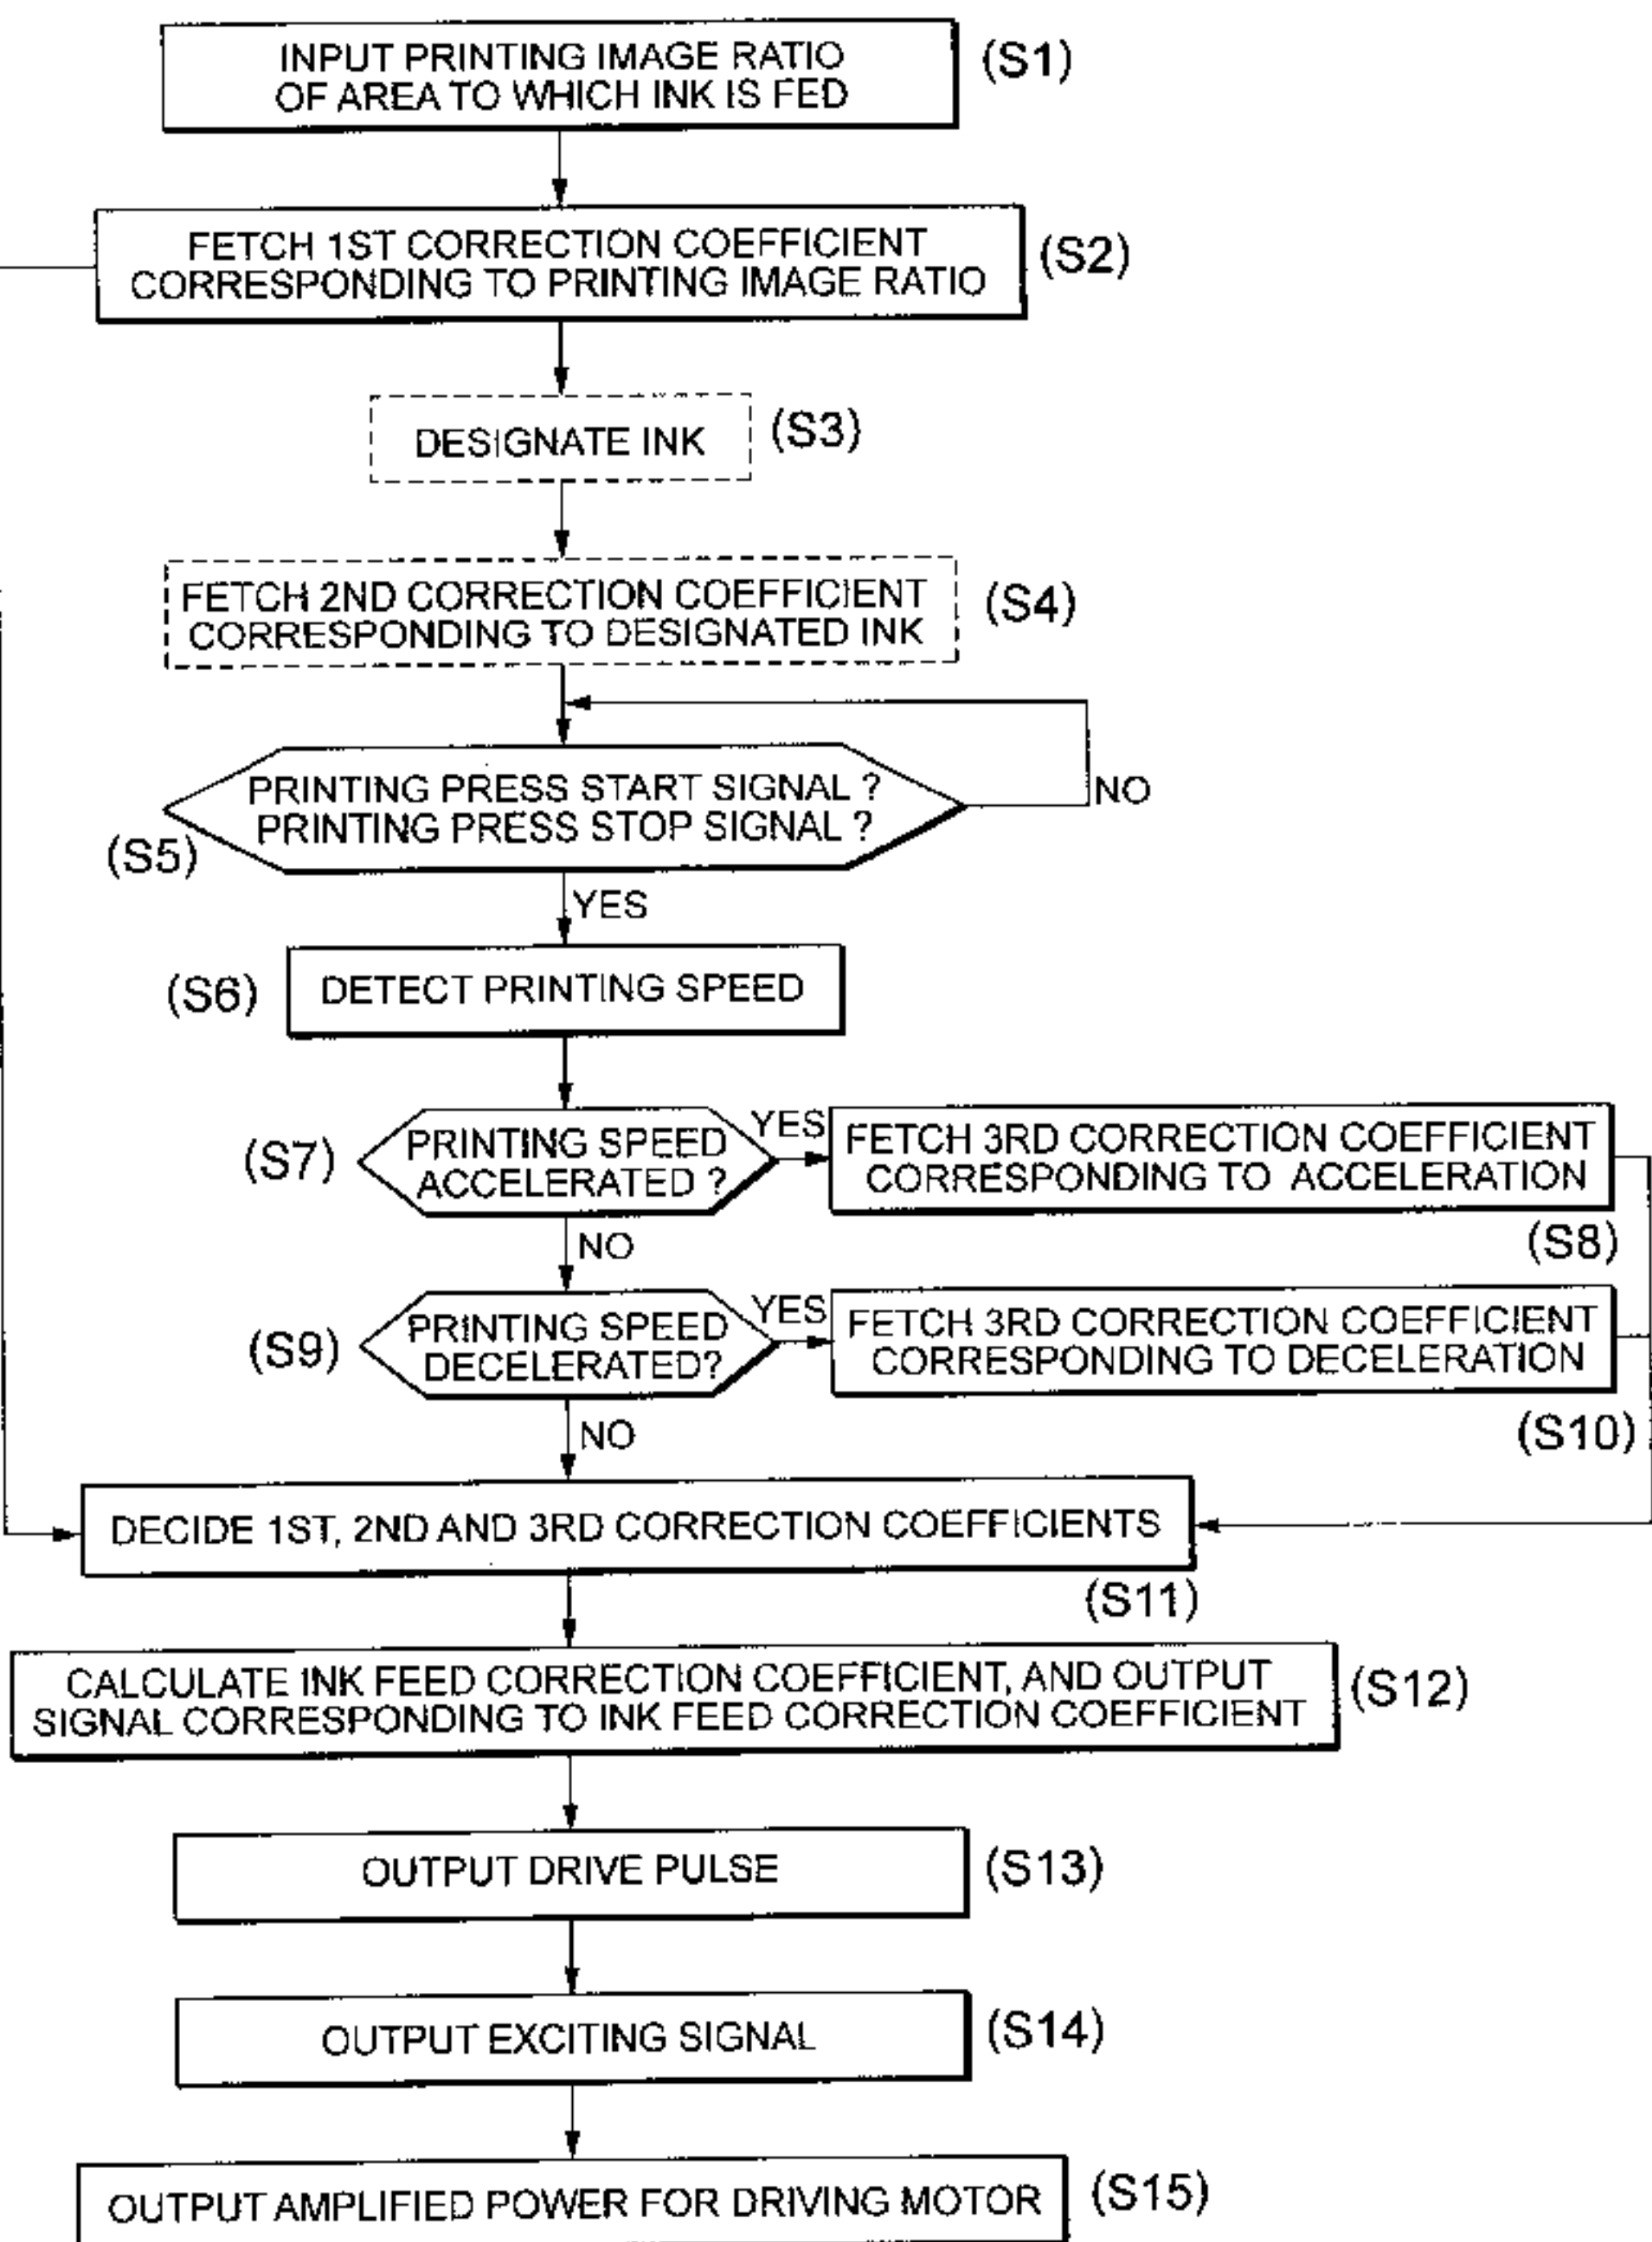 INPUT PRINTING IMAGE RATIO
OF AREA TO WHICH INK IS FED
(S1)
FETCH 1ST CORRECTION COEFFICIENT
CORRESPONDING TO PRINTING IMAGE RATIO
(S2)
DESIGNATE INK
(S3)
FETCH 2ND CORRECTION COEFFICIENT
CORRESPONDING TO DESIGNATED INK
(S4)
PRINTING PRESS START SIGNAL ?
PRINTING PRESS STOP SIGNAL ?
NO
(S5)
YES
(S6)
DETECT PRINTING SPEED
(S7)
PRINTING SPEED
ACCELERATED ?
YES
FETCH 3RD CORRECTION COEFFICIENT
CORRESPONDING TO ACCELERATION
(S8)
NO
(S9)
PRINTING SPEED
DECELERATED?
YES
FETCH 3RD CORRECTION COEFFICIENT
CORRESPONDING TO DECELERATION
(S10)
NO
DECIDE 1ST, 2ND AND 3RD CORRECTION COEFFICIENTS
(S11)
CALCULATE INK FEED CORRECTION COEFFICIENT, AND OUTPUT
SIGNAL CORRESPONDING TO INK FEED CORRECTION COEFFICIENT
(S12)
OUTPUT DRIVE PULSE
(S13)
OUTPUT EXCITING SIGNAL
(S14)
OUTPUT AMPLIFIED POWER FOR DRIVING MOTOR
(S15)